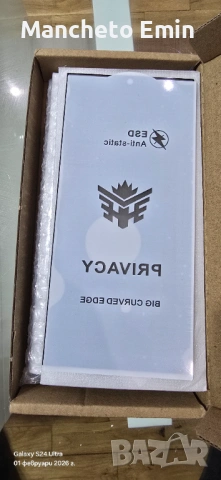 Mancheto Emin
ESD
Anti-static
PRIVACY
BIG CURVED EDGE
Galaxy S24 Ultra
01 февруари 2026 г.
bazar